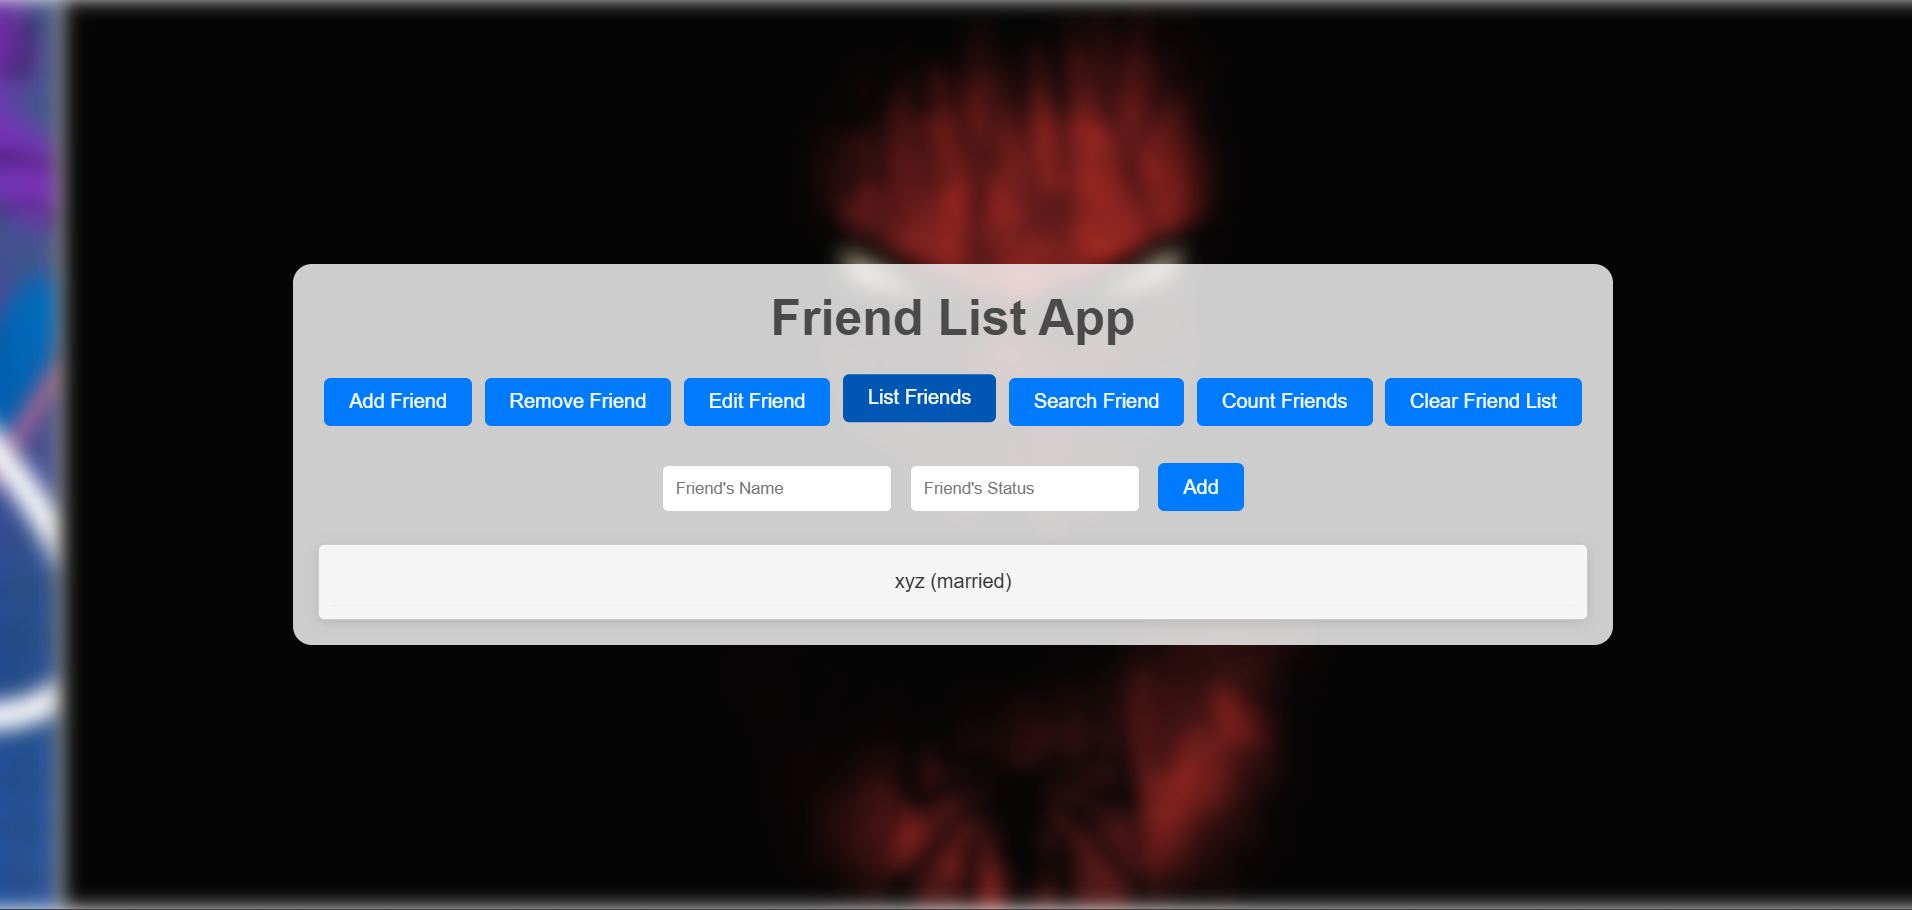 Friend List App
Add Friend Remove Friend Edit Friend List Friends Search Friend Count Friends Clear Friend List
Friend's Name Friend's Status Add
xyz (married)